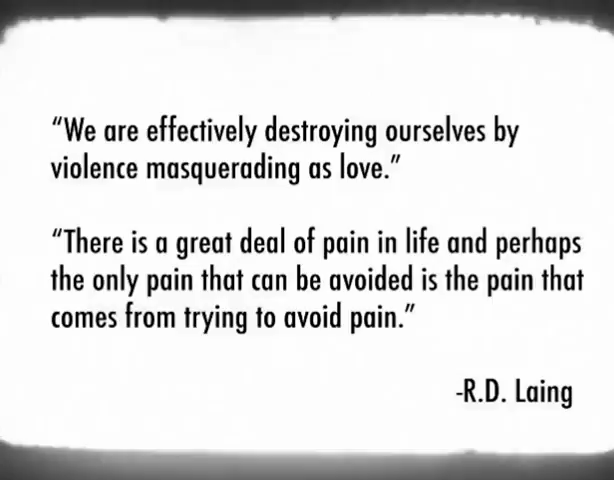 “We are effectively destroying ourselves by
violence masquerading as love.”
“There is a great deal of pain in life and perhaps
the only pain that can be avoided is the pain that
comes from trying to avoid pain.”
-R.D. Laing